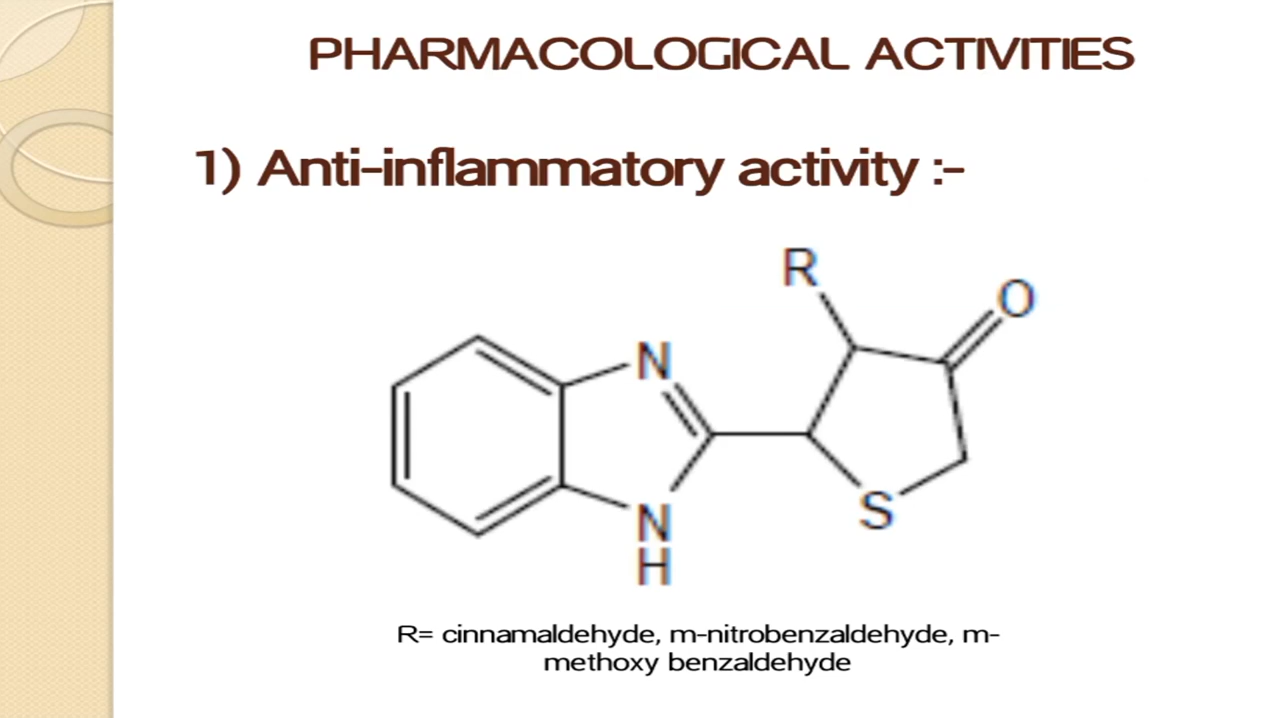 PHARMACOLOGICAL ACTIVITIES
1) Anti-inflammatory activity :-
R
O
N
S
N
H
R= cinnamaldehyde, m-nitrobenzaldehyde, m-
methoxy benzaldehyde